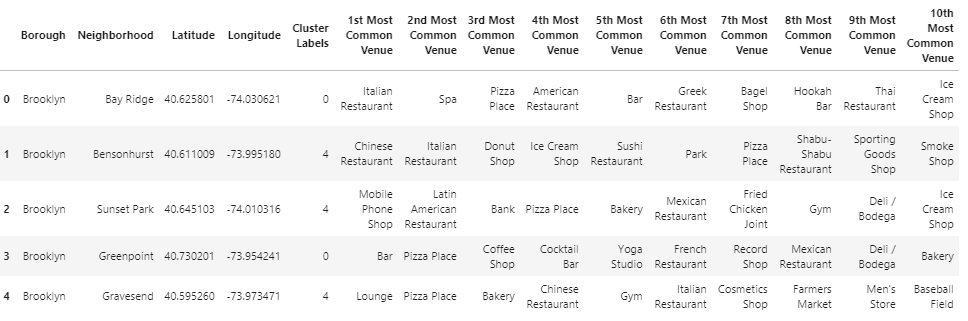 Borough Neighborhood Latitude Longitude Cluster Labels 1st Most Common Venue 2nd Most Common Venue 3rd Most Common Venue 4th Most Common Venue 5th Most Common Venue 6th Most Common Venue 7th Most Common Venue 8th Most Common Venue 9th Most Common Venue 10th Most Common Venue
0 Brooklyn Bay Ridge 40.625801 -74.030621 0 Italian Restaurant Spa Pizza Place American Restaurant Bar Greek Restaurant Bagel Shop Hookah Bar Thai Restaurant Ice Cream Shop
1 Brooklyn Bensonhurst 40.611009 -73.995180 4 Chinese Restaurant Italian Restaurant Donut Shop Ice Cream Shop Sushi Restaurant Park Pizza Place Shabu-Shabu Restaurant Sporting Goods Shop Smoke Shop
2 Brooklyn Sunset Park 40.645103 -74.010316 4 Mobile Phone Shop Latin American Restaurant Bank Pizza Place Bakery Mexican Restaurant Fried Chicken Joint Gym Deli / Bodega Ice Cream Shop
3 Brooklyn Greenpoint 40.730201 -73.954241 0 Bar Pizza Place Coffee Shop Cocktail Bar Yoga Studio French Restaurant Record Shop Mexican Restaurant Deli / Bodega Bakery
4 Brooklyn Gravesend 40.595260 -73.973471 4 Lounge Pizza Place Bakery Chinese Restaurant Gym Italian Restaurant Cosmetics Shop Farmers Market Men's Store Baseball Field